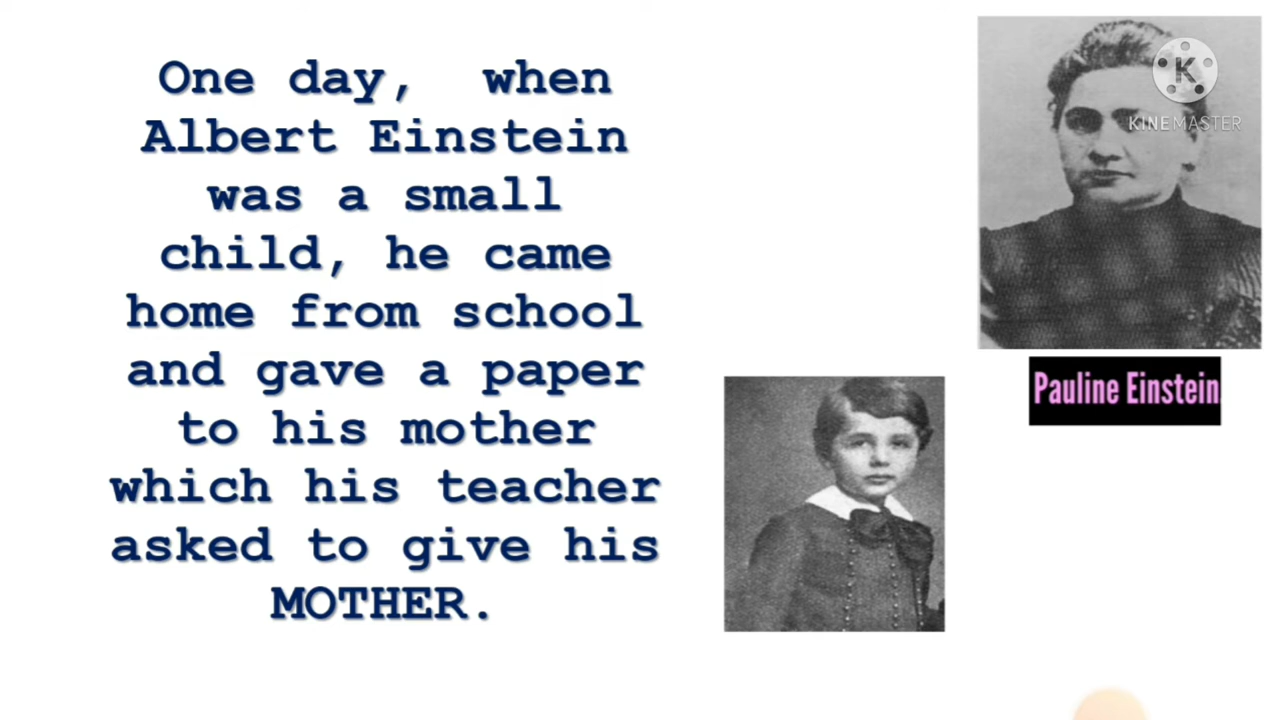 One day, when
Albert Einstein
was a small
child, he came
home from school
and gave a paper
to his mother
which his teacher
asked to give his
MOTHER.
K
KINEMASTER
Pauline Einstein